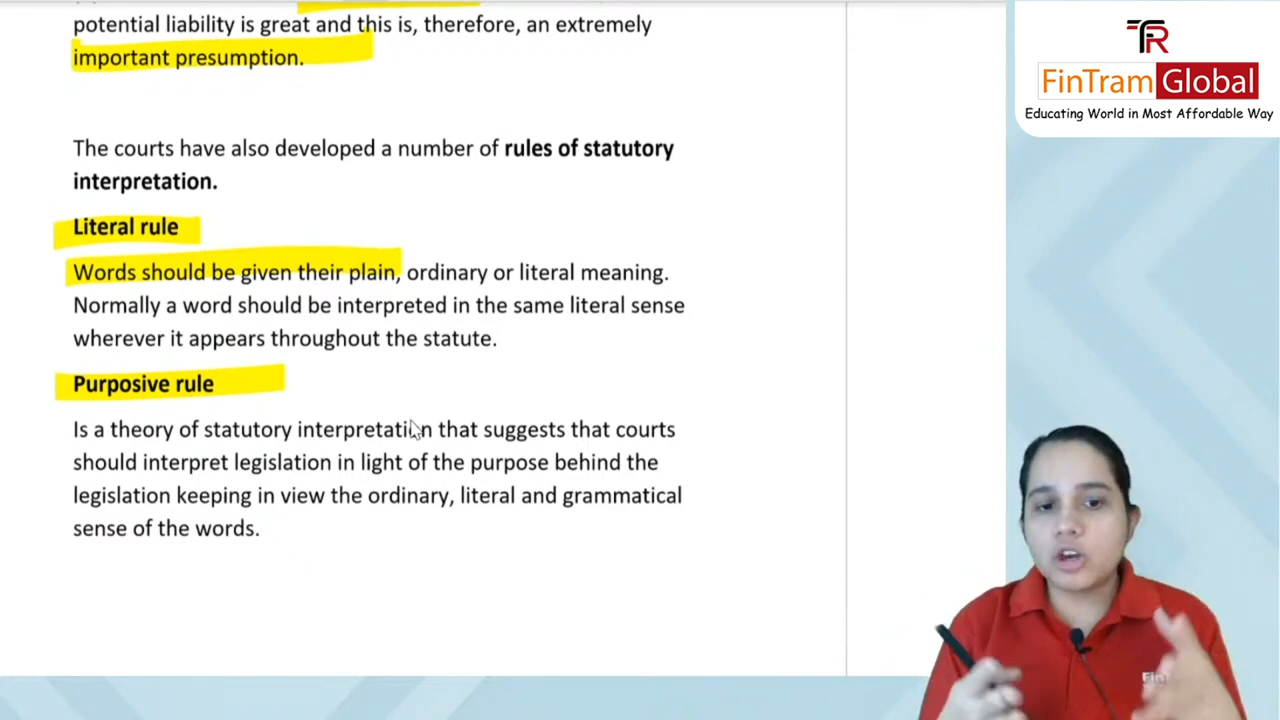 potential liability is great and this is, therefore, an extremely
important presumption.
The courts have also developed a number of rules of statutory
interpretation.
Literal rule
Words should be given their plain, ordinary or literal meaning.
Normally a word should be interpreted in the same literal sense
wherever it appears throughout the statute.
Purposive rule
Is a theory of statutory interpretation that suggests that courts
should interpret legislation in light of the purpose behind the
legislation keeping in view the ordinary, literal and grammatical
sense of the words.
FinTram Global
Educating World in Most Affordable Way